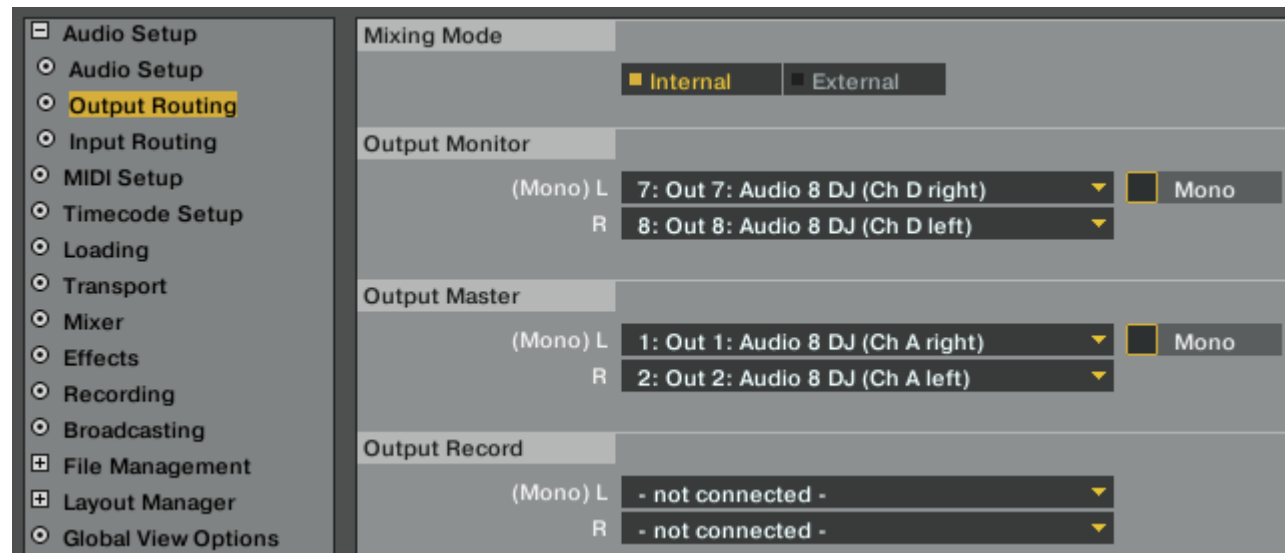 Audio Setup
Audio Setup
Output Routing
Input Routing
MIDI Setup
Timecode Setup
Loading
Transport
Mixer
Effects
Recording
Broadcasting
File Management
Layout Manager
Global View Options
Mixing Mode
Internal External
Output Monitor
(Mono) L 7: Out 7: Audio 8 DJ (Ch D right) Mono
R 8: Out 8: Audio 8 DJ (Ch D left)
Output Master
(Mono) L 1: Out 1: Audio 8 DJ (Ch A right) Mono
R 2: Out 2: Audio 8 DJ (Ch A left)
Output Record
(Mono) L - not connected -
R - not connected -